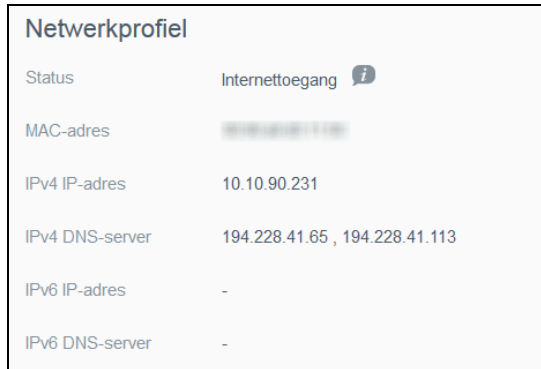 Netwerkprofiel
Status Internettoegang i
MAC-adres
IPv4 IP-adres 10.10.90.231
IPv4 DNS-server 194.228.41.65 , 194.228.41.113
IPv6 IP-adres -
IPv6 DNS-server -